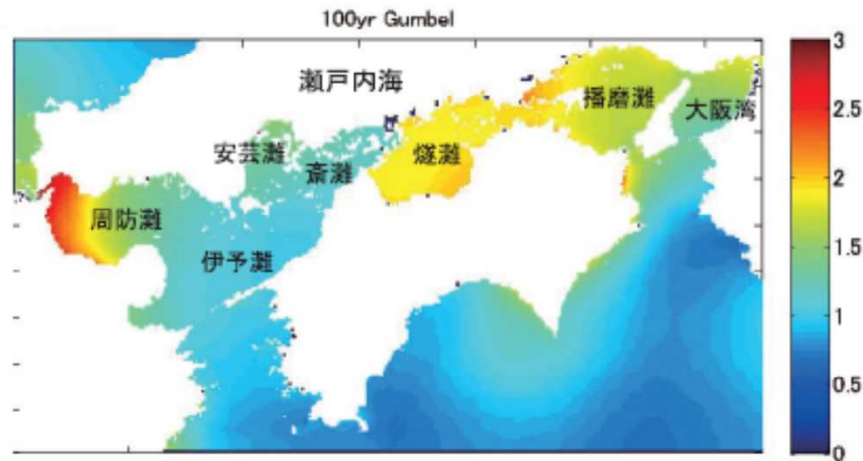 100yr Gumbel
瀬戸内海
播磨灘
大阪湾
安芸灘
斎灘
燧灘
周防灘
伊予灘
3
2.5
2
1.5
1
0.5
0